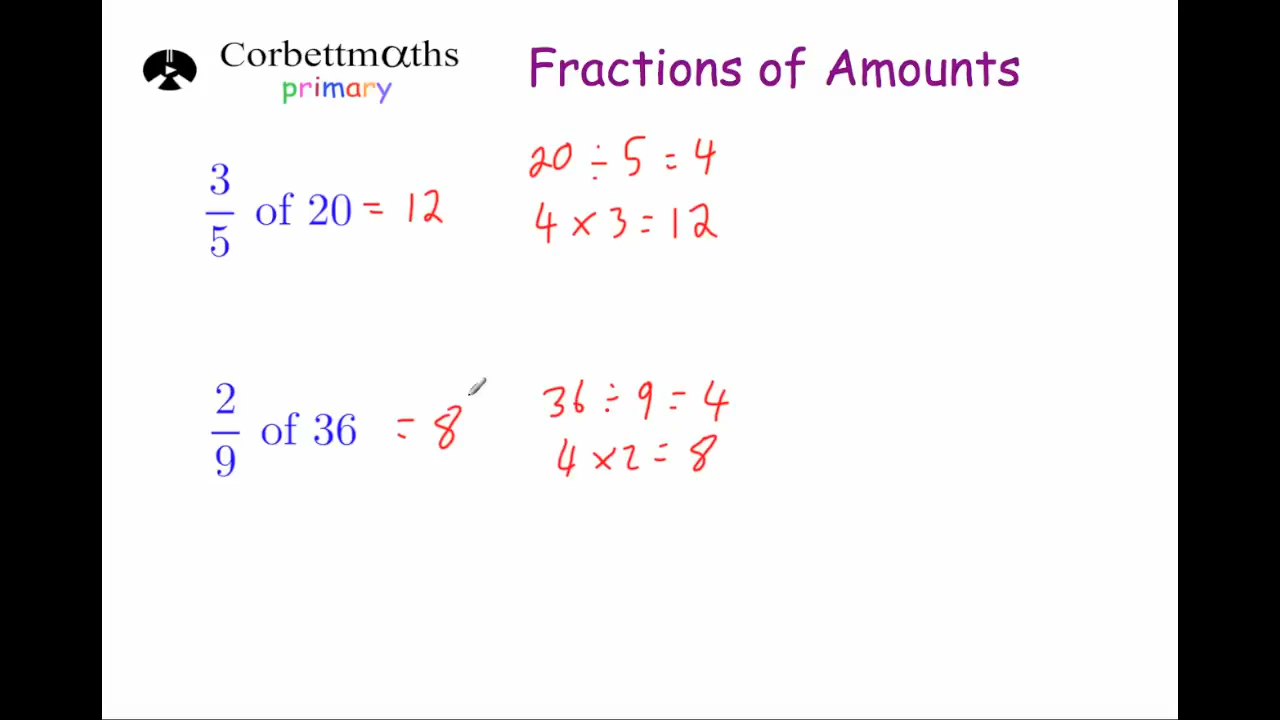 Corbettmαths
primary
Fractions of Amounts
3/5 of 20 = 12
20 ÷ 5 = 4
4 × 3 = 12
2/9 of 36 = 8
36 ÷ 9 = 4
4 × 2 = 8